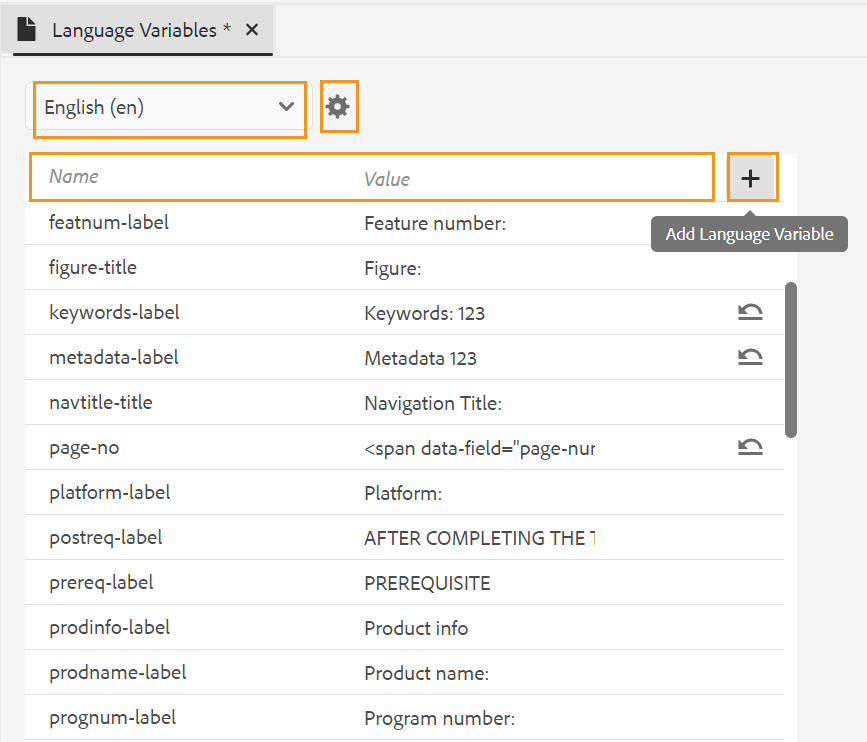 Language Variables *
English (en)
Name Value
Add Language Variable
featnum-label Feature number:
figure-title Figure:
keywords-label Keywords: 123
metadata-label Metadata 123
navtitle-title Navigation Title:
page-no <span data-field="page-nur
platform-label Platform:
postreq-label AFTER COMPLETING THE T
prereq-label PREREQUISITE
prodinfo-label Product info
prodname-label Product name:
prognum-label Program number: